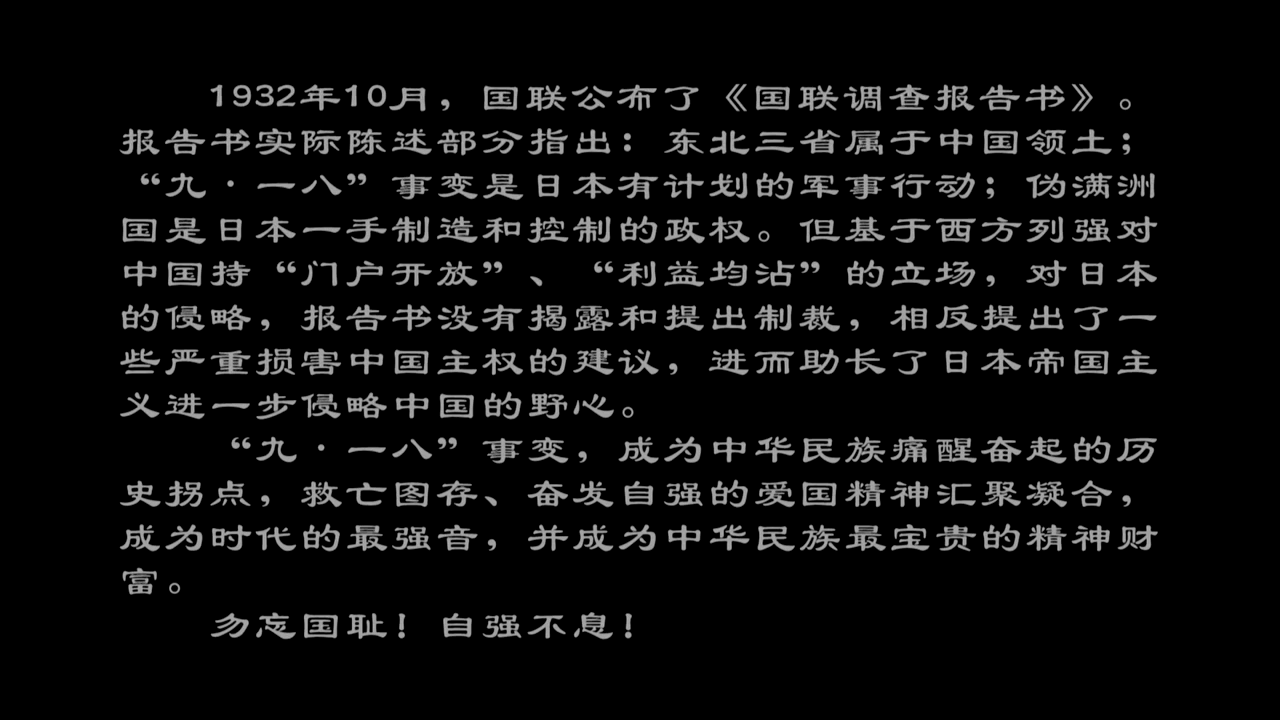 1932年10月，国联公布了《国联调查报告书》。
报告书实际陈述部分指出：东北三省属于中国领土；
“九·一八”事变是日本有计划的军事行动；伪满洲
国是日本一手制造和控制的政权。但基于西方列强对
中国持“门户开放”、“利益均沾”的立场，对日本
的侵略，报告书没有揭露和提出制裁，相反提出了一
些严重损害中国主权的建议，进而助长了日本帝国主
义进一步侵略中国的野心。
“九·一八”事变，成为中华民族痛醒奋起的历
史拐点，救亡图存、奋发自强的爱国精神汇聚凝合，
成为时代的最强音，并成为中华民族最宝贵的精神财
富。
勿忘国耻！自强不息！